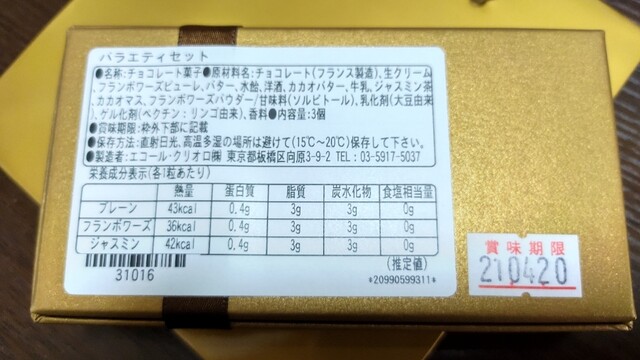 バラエティセット
●名称:チョコレート菓子●原材料名:チョコレート(フランス製造)、生クリーム
、フランボワーズピューレ、バター、水飴、洋酒、カカオバター、牛乳、ジャスミン茶
、カカオマス、フランボワーズパウダー/甘味料(ソルビトール)、乳化剤(大豆由来
)、ゲル化剤(ペクチン:リンゴ由来)、香料●内容量:3個
●賞味期限:枠外下部に記載
●保存方法:直射日光、高温多湿の場所は避けて(15℃~20℃)保存して下さい。
●製造者:エコール・クリオロ㈱ 東京都板橋区向原3-9-2 TEL:03-5917-5037
栄養成分表示(各1粒あたり)
熱量 蛋白質 脂質 炭水化物 食塩相当量
プレーン 43kcal 0.4g 3g 3g 0g
フランボワーズ 36kcal 0.4g 3g 3g 0g
ジャスミン 42kcal 0.4g 3g 3g 0g
(推定値)
31016
*20990599311*
賞味期限
210420